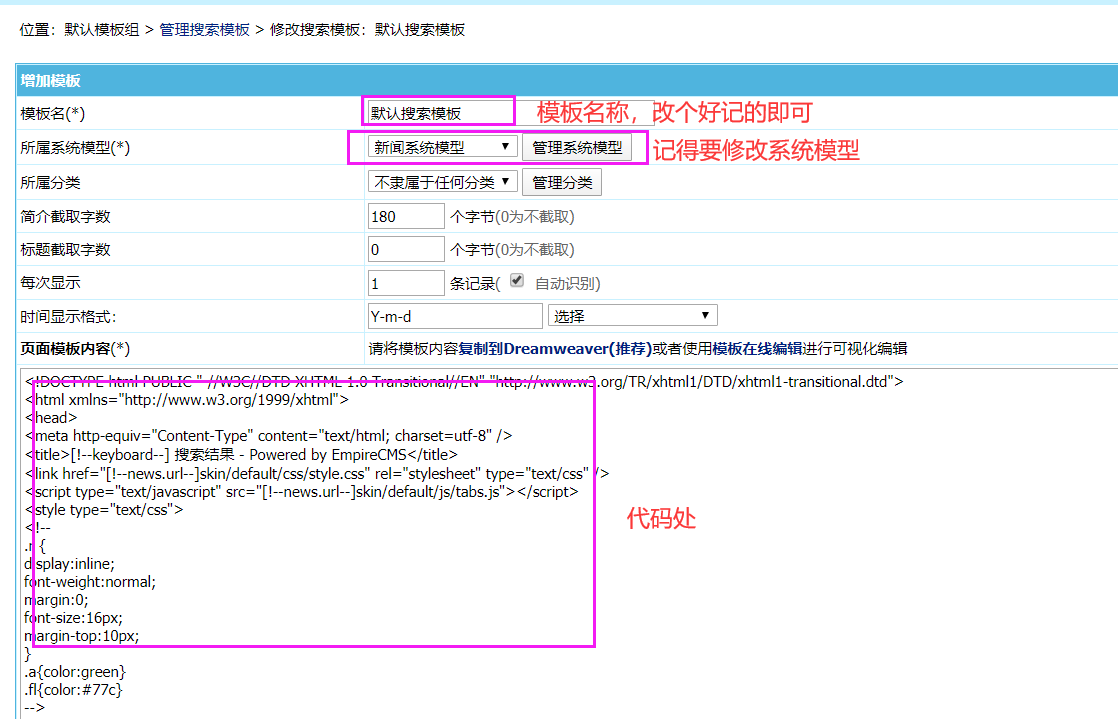 位置：默认模板组 > 管理搜索模板 > 修改搜索模板：默认搜索模板
增加模板
模板名(*) 默认搜索模板 模板名称，改个好记的即可
所属系统模型(*) 新闻系统模型 管理系统模型 记得要修改系统模型
所属分类 不隶属于任何分类 管理分类
简介截取字数 180 个字节(0为不截取)
标题截取字数 0 个字节(0为不截取)
每次显示 1 条记录( 自动识别)
时间显示格式： Y-m-d 选择
页面模板内容(*) 请将模板内容复制到Dreamweaver(推荐)或者使用模板在线编辑进行可视化编辑
<!DOCTYPE html PUBLIC "-//W3C//DTD XHTML 1.0 Transitional//EN" "http://www.w3.org/TR/xhtml1/DTD/xhtml1-transitional.dtd">
<html xmlns="http://www.w3.org/1999/xhtml">
<head>
<meta http-equiv="Content-Type" content="text/html; charset=utf-8" />
<title>[!--keyboard--] 搜索结果 - Powered by EmpireCMS</title>
<link href="[!--news.url--]skin/default/css/style.css" rel="stylesheet" type="text/css" />
<script type="text/javascript" src="[!--news.url--]skin/default/js/tabs.js"></script>
<style type="text/css">
代码处
<!--
.r {
display:inline;
font-weight:normal;
margin:0;
font-size:16px;
margin-top:10px;
}
.a{color:green}
.fl{color:#77c}
-->